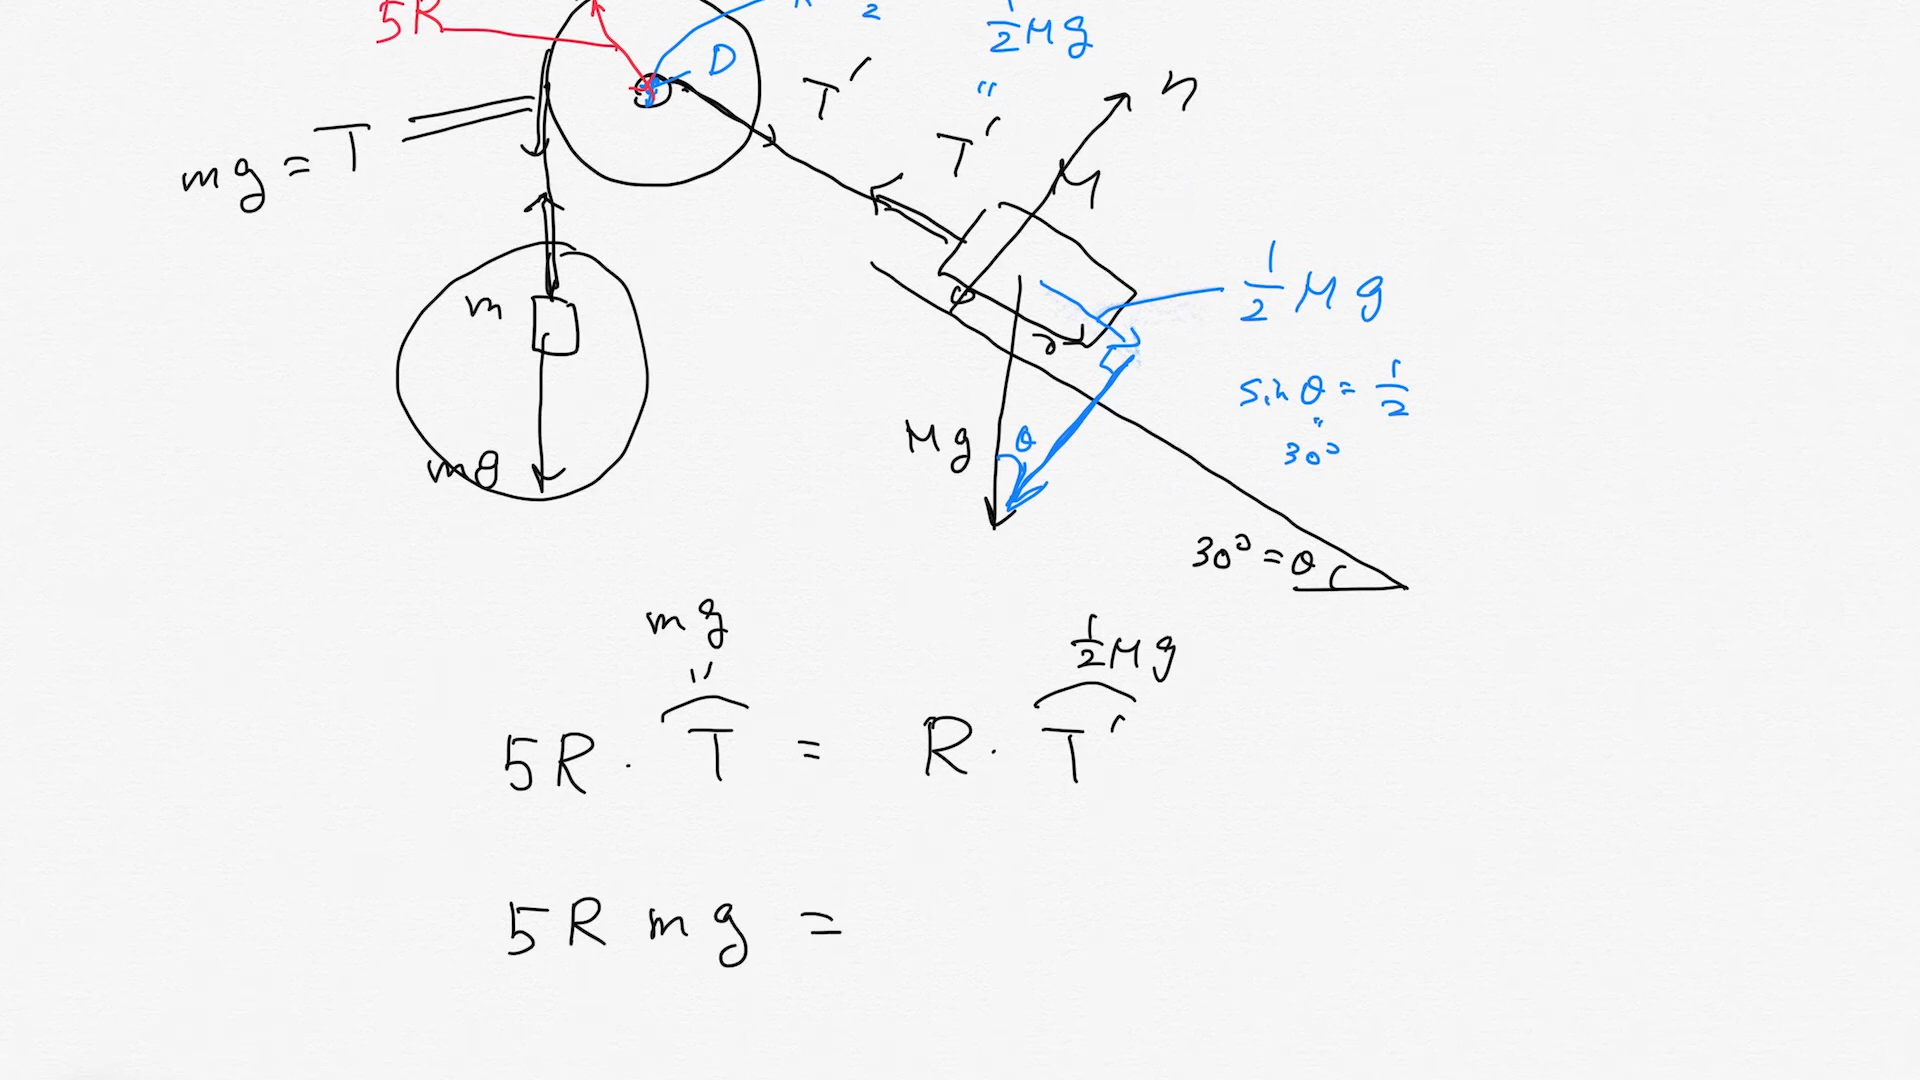 5R
2
1/2 Mg
D
T′
"
n
T′
mg = T
M
m
1/2 Mg
sin θ = 1/2
"
30°
Mg
θ
mg
30° = θ
mg
"
1/2 Mg
5R · T = R · T′
5R mg =